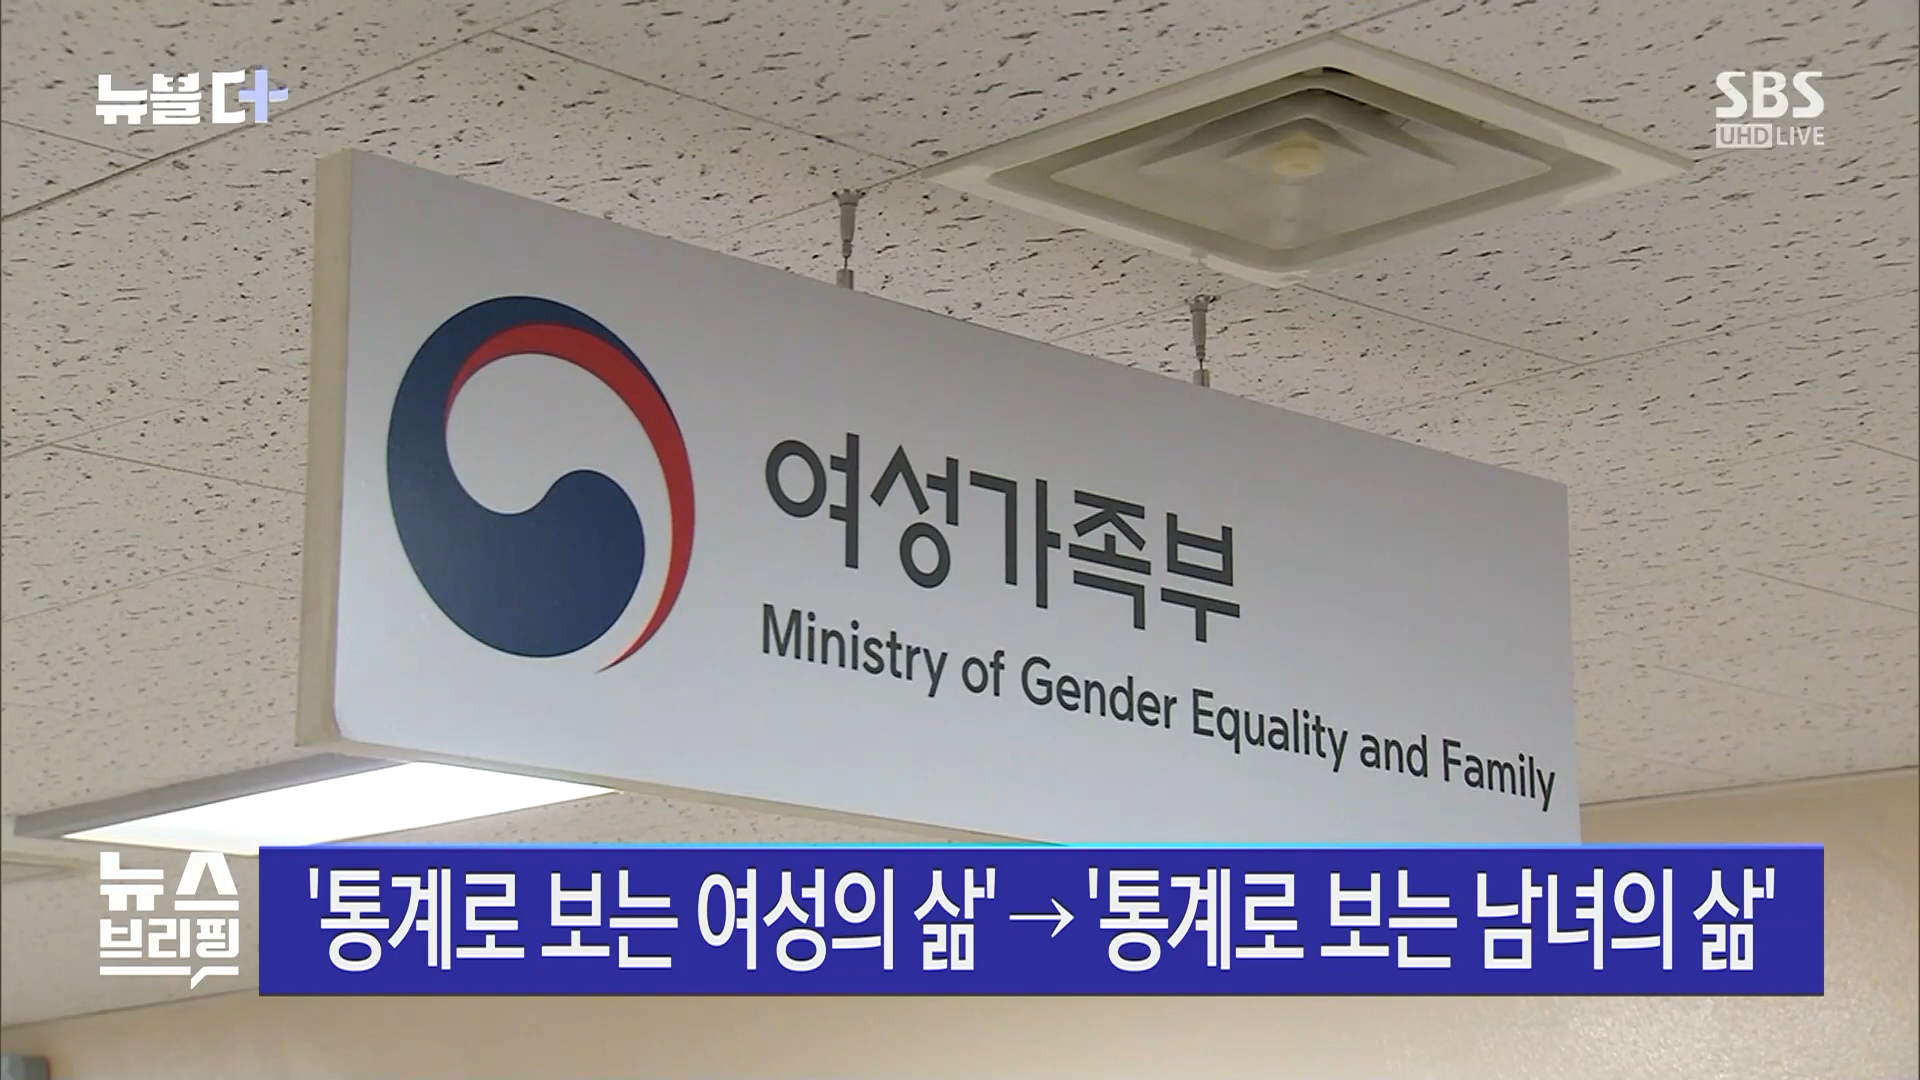 뉴블더+
SBS
UHD LIVE
여성가족부
Ministry of Gender Equality and Family
뉴스
브리핑
'통계로 보는 여성의 삶'→'통계로 보는 남녀의 삶'